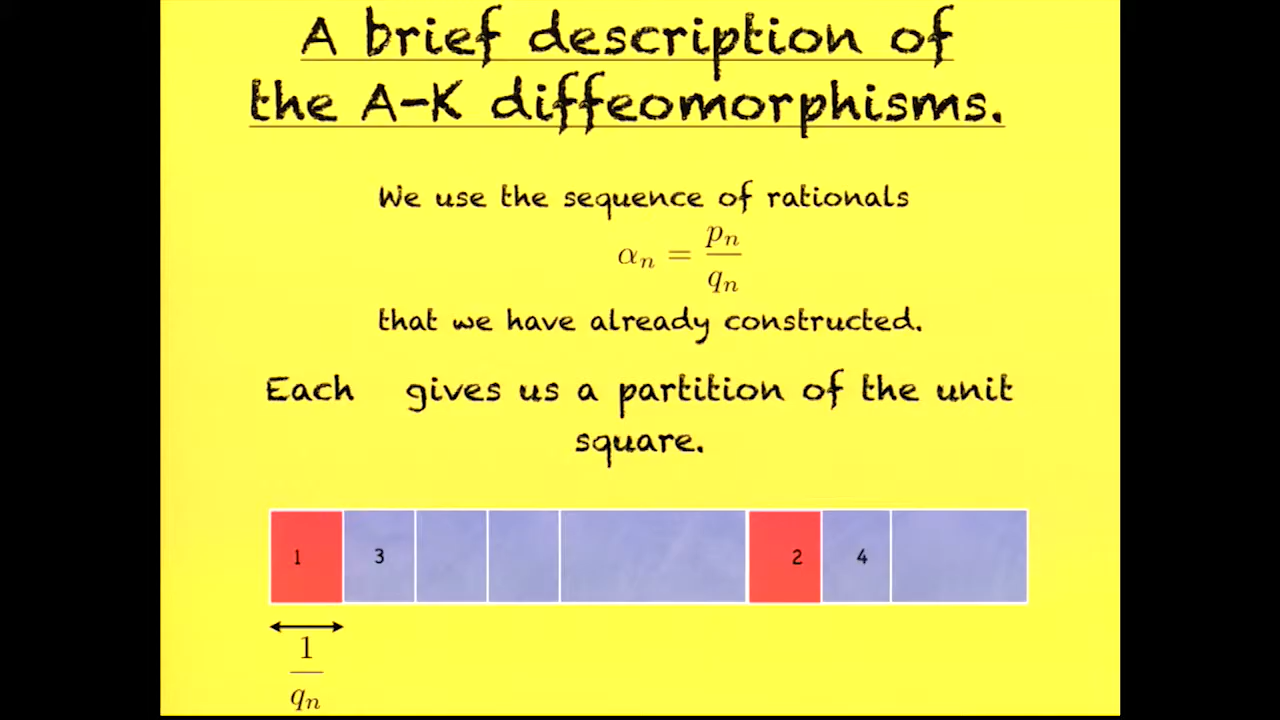 A brief description of
the A-K diffeomorphisms.
We use the sequence of rationals
αₙ = pₙ/qₙ
that we have already constructed.
Each gives us a partition of the unit
square.
1 3 2 4
1/qₙ